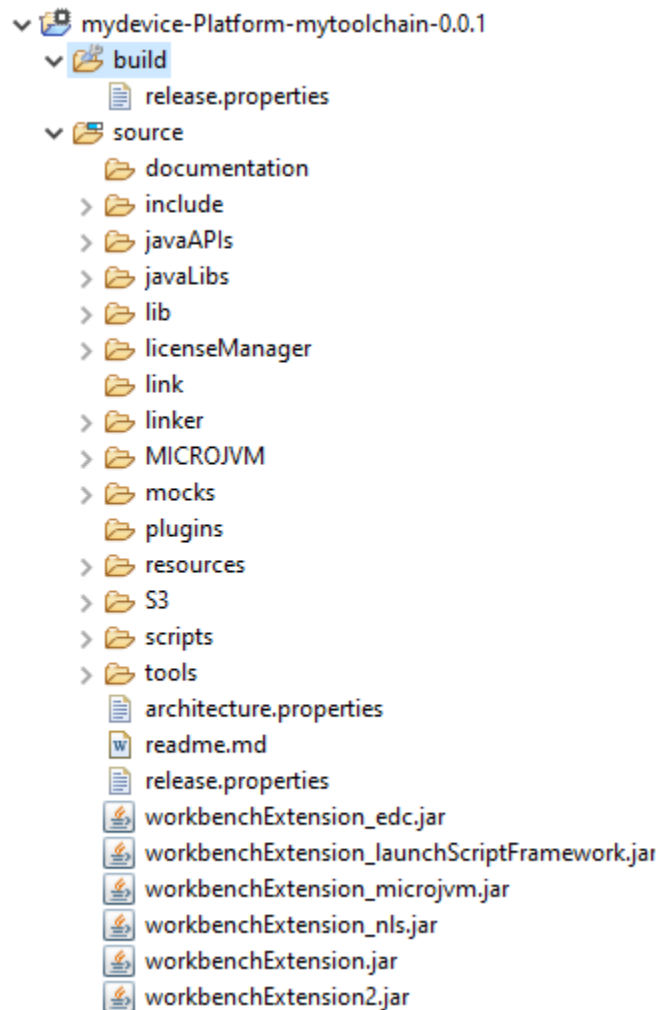 mydevice-Platform-mytoolchain-0.0.1
build
release.properties
source
documentation
include
javaAPIs
javaLibs
lib
licenseManager
link
linker
MICROJVM
mocks
plugins
resources
S3
scripts
tools
architecture.properties
readme.md
release.properties
workbenchExtension_edc.jar
workbenchExtension_launchScriptFramework.jar
workbenchExtension_microjvm.jar
workbenchExtension_nls.jar
workbenchExtension.jar
workbenchExtension2.jar